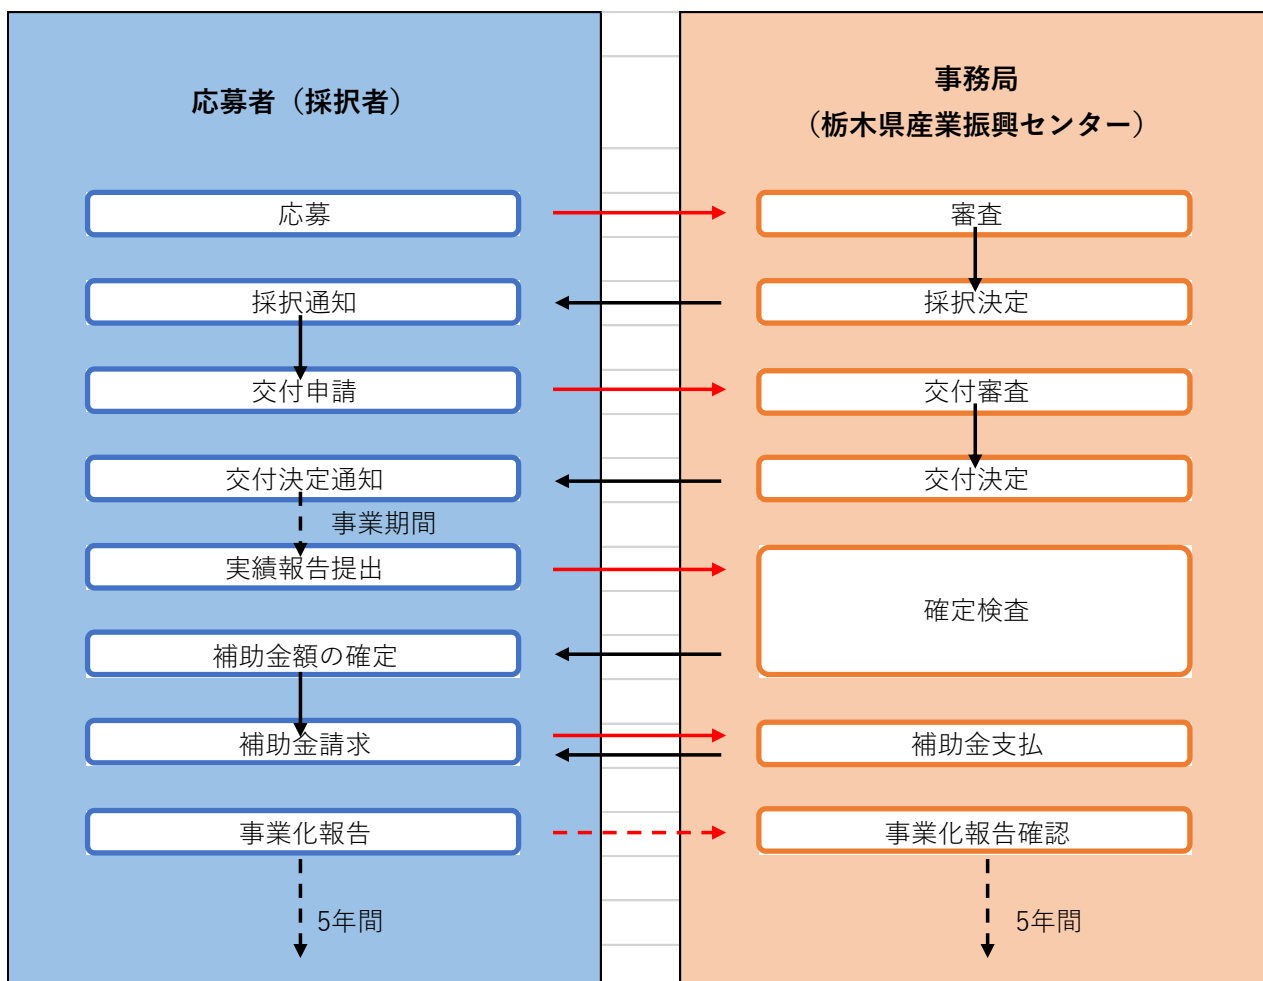 応募者（採択者）
事務局
（栃木県産業振興センター）
応募
審査
採択通知
採択決定
交付申請
交付審査
交付決定通知
交付決定
事業期間
実績報告提出
確定検査
補助金額の確定
補助金請求
補助金支払
事業化報告
事業化報告確認
5年間
5年間